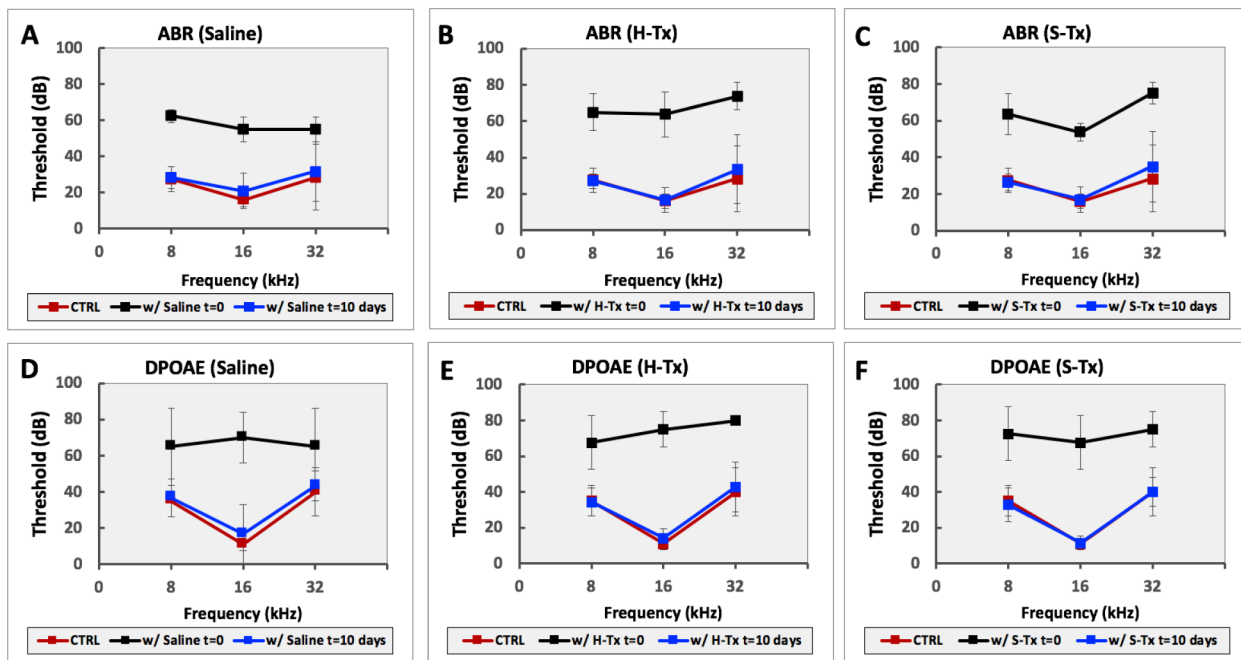 A
ABR (Saline)
Threshold (dB)
100
80
60
40
20
0
0 8 16 32
Frequency (kHz)
CTRL w/ Saline t=0 w/ Saline t=10 days
B
ABR (H-Tx)
Threshold (dB)
100
80
60
40
20
0
0 8 16 32
Frequency (kHz)
CTRL w/ H-Tx t=0 w/ H-Tx t=10 days
C
ABR (S-Tx)
Threshold (dB)
100
80
60
40
20
0
0 8 16 32
Frequency (kHz)
CTRL w/ S-Tx t=0 w/ S-Tx t=10 days
D
DPOAE (Saline)
Threshold (dB)
100
80
60
40
20
0
0 8 16 32
Frequency (kHz)
CTRL w/ Saline t=0 w/ Saline t=10 days
E
DPOAE (H-Tx)
Threshold (dB)
100
80
60
40
20
0
0 8 16 32
Frequency (kHz)
CTRL w/ H-Tx t=0 w/ H-Tx t=10 days
F
DPOAE (S-Tx)
Threshold (dB)
100
80
60
40
20
0
0 8 16 32
Frequency (kHz)
CTRL w/ S-Tx t=0 w/ S-Tx t=10 days